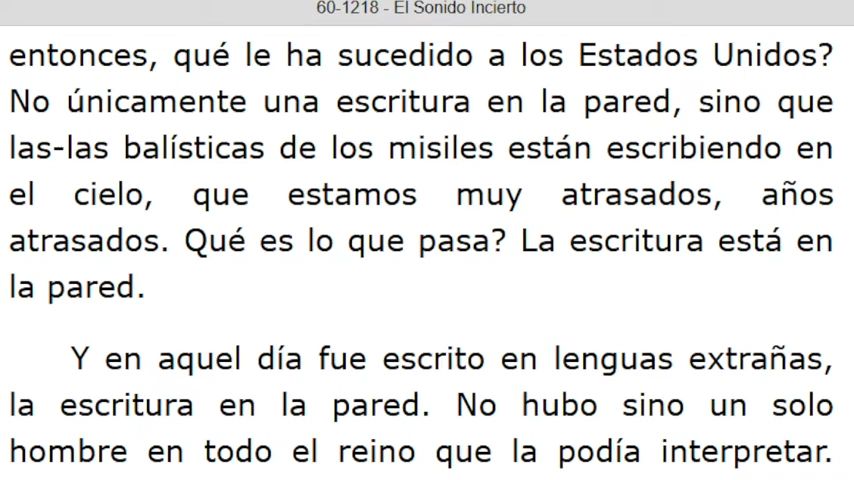 60-1218 - El Sonido Incierto
entonces, qué le ha sucedido a los Estados Unidos?
No únicamente una escritura en la pared, sino que
las-las balísticas de los misiles están escribiendo en
el cielo, que estamos muy atrasados, años
atrasados. Qué es lo que pasa? La escritura está en
la pared.
Y en aquel día fue escrito en lenguas extrañas,
la escritura en la pared. No hubo sino un solo
hombre en todo el reino que la podía interpretar.